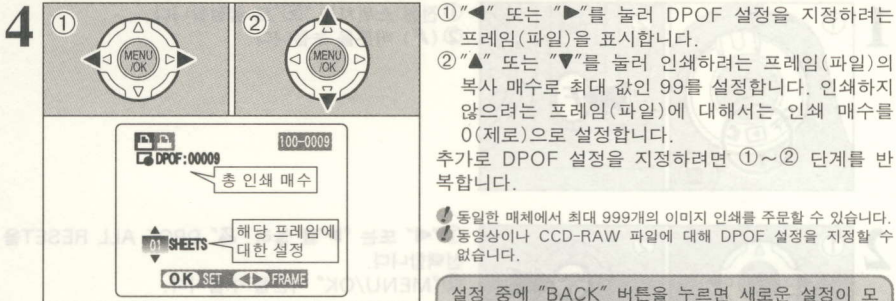 4
①
②
MENU
/OK
MENU
/OK
100-0009
DPOF:00009
총 인쇄 매수
01 SHEETS
해당 프레임에
대한 설정
OK SET ◀▶ FRAME
①"◀" 또는 "▶"를 눌러 DPOF 설정을 지정하려는
프레임(파일)을 표시합니다.
②"▲" 또는 "▼"를 눌러 인쇄하려는 프레임(파일)의
복사 매수로 최대 값인 99를 설정합니다. 인쇄하지
않으려는 프레임(파일)에 대해서는 인쇄 매수를
0(제로)으로 설정합니다.
추가로 DPOF 설정을 지정하려면 ①~② 단계를 반
복합니다.
동일한 매체에서 최대 999개의 이미지 인쇄를 주문할 수 있습니다.
동영상이나 CCD-RAW 파일에 대해 DPOF 설정을 지정할 수
없습니다.
설정 중에 "BACK" 버튼을 누르면 새로운 설정이 모